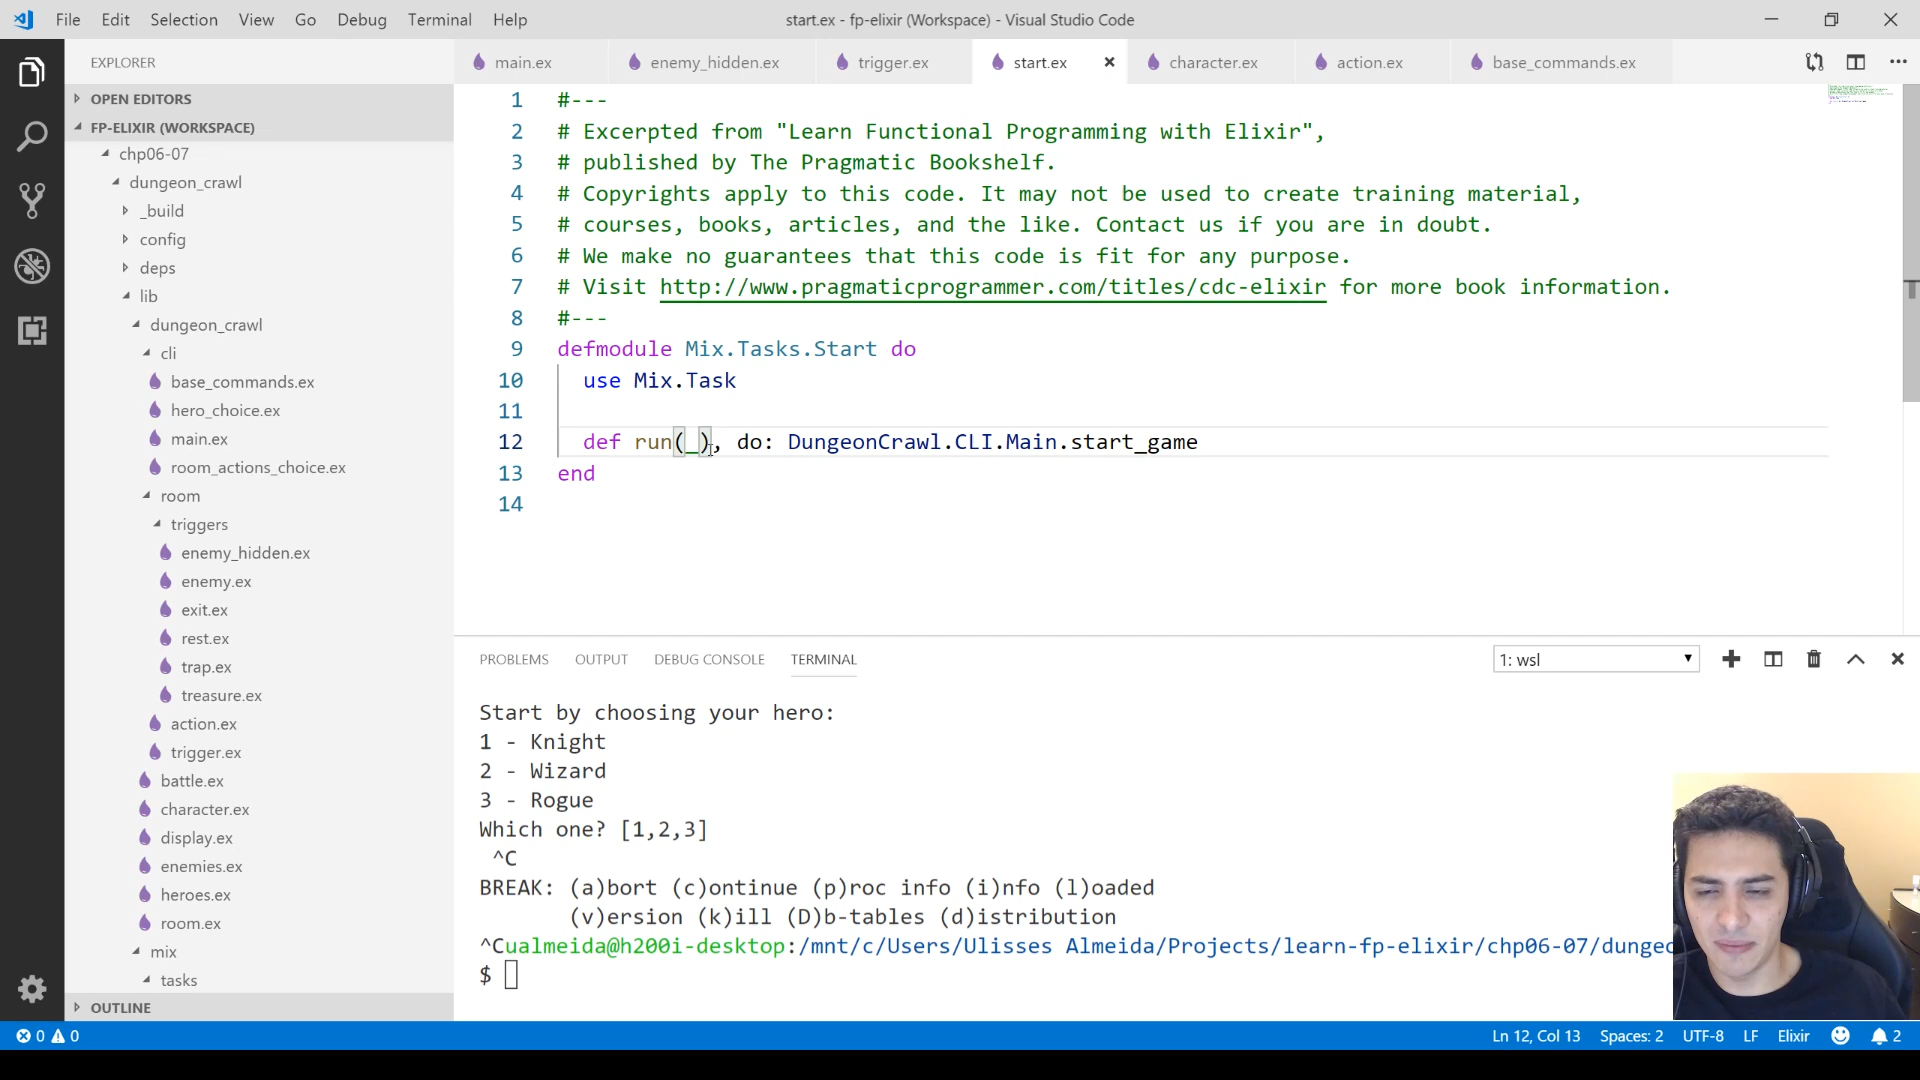 File Edit Selection View Go Debug Terminal Help
start.ex - fp-elixir (Workspace) - Visual Studio Code
EXPLORER
OPEN EDITORS
FP-ELIXIR (WORKSPACE)
chp06-07
dungeon_crawl
_build
config
deps
lib
dungeon_crawl
cli
base_commands.ex
hero_choice.ex
main.ex
room_actions_choice.ex
room
triggers
enemy_hidden.ex
enemy.ex
exit.ex
rest.ex
trap.ex
treasure.ex
action.ex
trigger.ex
battle.ex
character.ex
display.ex
enemies.ex
heroes.ex
room.ex
mix
tasks
OUTLINE
main.ex enemy_hidden.ex trigger.ex start.ex character.ex action.ex base_commands.ex
1 #---
2 # Excerpted from "Learn Functional Programming with Elixir",
3 # published by The Pragmatic Bookshelf.
4 # Copyrights apply to this code. It may not be used to create training material,
5 # courses, books, articles, and the like. Contact us if you are in doubt.
6 # We make no guarantees that this code is fit for any purpose.
7 # Visit http://www.pragmaticprogrammer.com/titles/cdc-elixir for more book information.
8 #---
9 defmodule Mix.Tasks.Start do
10 use Mix.Task
11
12 def run(_), do: DungeonCrawl.CLI.Main.start_game
13 end
14
PROBLEMS OUTPUT DEBUG CONSOLE TERMINAL
1: wsl
Start by choosing your hero:
1 - Knight
2 - Wizard
3 - Rogue
Which one? [1,2,3]
^C
BREAK: (a)bort (c)ontinue (p)roc info (i)nfo (l)oaded
(v)ersion (k)ill (D)b-tables (d)istribution
^Cualmeida@h200i-desktop:/mnt/c/Users/Ulisses Almeida/Projects/learn-fp-elixir/chp06-07/dungeo
$
0 0
Ln 12, Col 13 Spaces: 2 UTF-8 LF Elixir 2